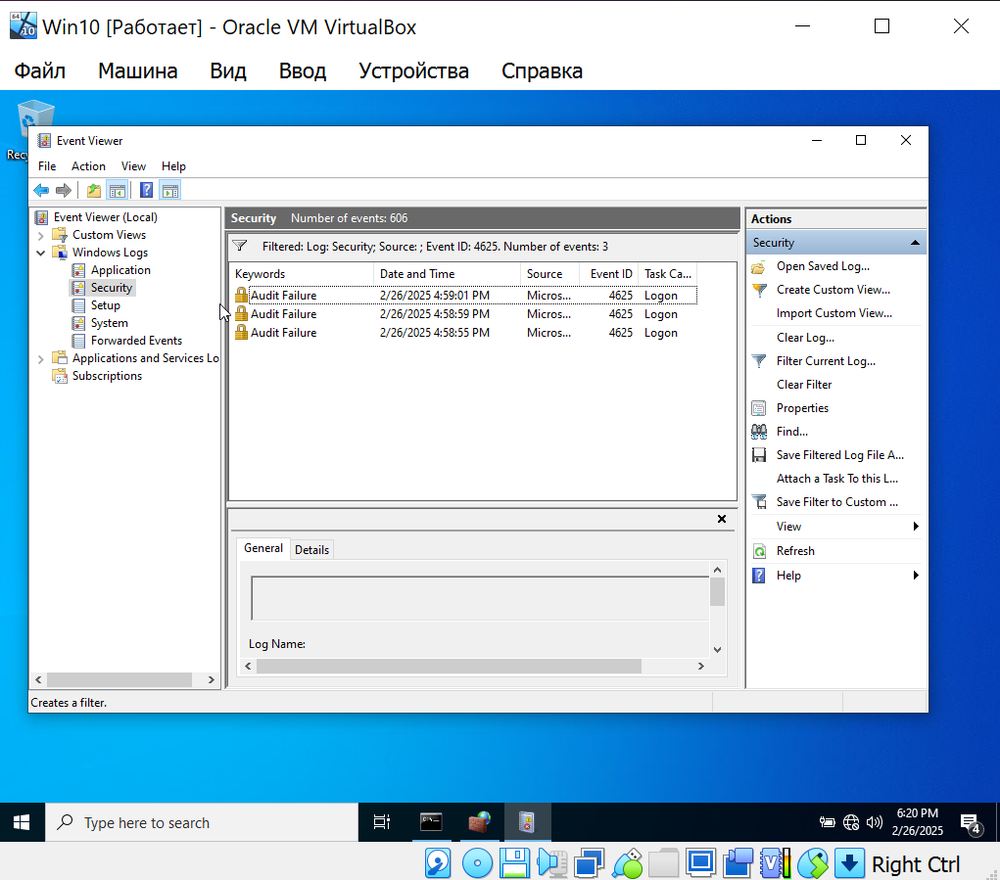 Win10 [Работает] - Oracle VM VirtualBox
Файл Машина Вид Ввод Устройства Справка
Event Viewer
File Action View Help
Event Viewer (Local)
Custom Views
Windows Logs
Application
Security
Setup
System
Forwarded Events
Applications and Services Lo
Subscriptions
Security Number of events: 606
Filtered: Log: Security; Source: ; Event ID: 4625. Number of events: 3
Keywords Date and Time Source Event ID Task Ca...
Audit Failure 2/26/2025 4:59:01 PM Micros... 4625 Logon
Audit Failure 2/26/2025 4:58:59 PM Micros... 4625 Logon
Audit Failure 2/26/2025 4:58:55 PM Micros... 4625 Logon
General Details
Log Name:
Actions
Security
Open Saved Log...
Create Custom View...
Import Custom View...
Clear Log...
Filter Current Log...
Clear Filter
Properties
Find...
Save Filtered Log File A...
Attach a Task To this L...
Save Filter to Custom ...
View
Refresh
Help
Creates a filter.
Type here to search
6:20 PM
2/26/2025
4
Right Ctrl